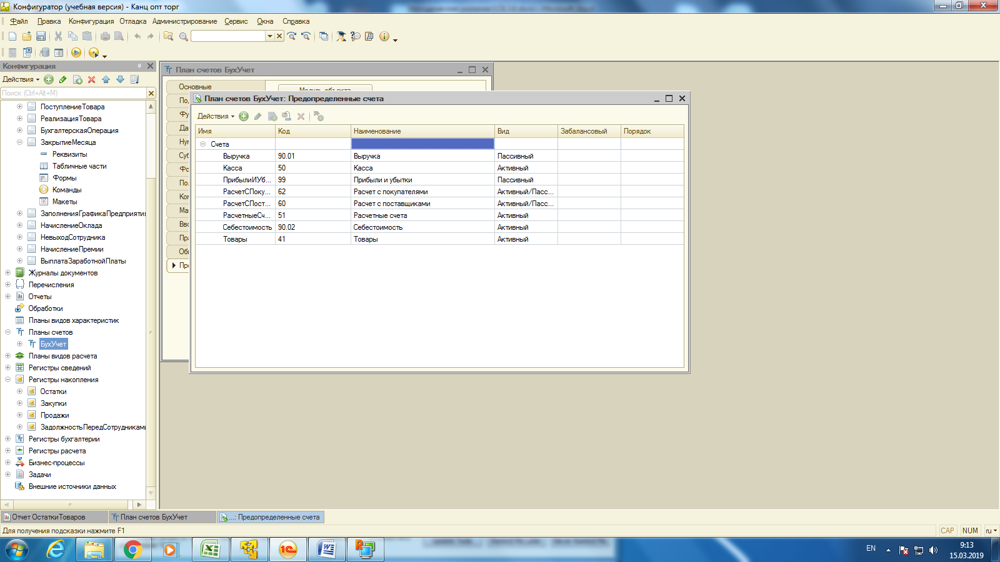 Конфигуратор (учебная версия) - Канц опт торг
Файл Правка Конфигурация Отладка Администрирование Сервис Окна Справка
Конфигурация
Действия
Поиск (Ctrl+Alt+M)
ПоступлениеТовара
РеализацияТовара
БухгалтерскаяОперация
ЗакрытиеМесяца
Реквизиты
Табличные части
Формы
Команды
Макеты
ЗаполненияГрафикаПредприятия
НачислениеОклада
НевыходСотрудника
НачислениеПремии
ВыплатаЗаработнойПлаты
Журналы документов
Перечисления
Отчеты
Обработки
Планы видов характеристик
Планы счетов
БухУчет
Планы видов расчета
Регистры сведений
Регистры накопления
Остатки
Закупки
Продажи
ЗадолжностьПередСотрудниками
Регистры бухгалтерии
Регистры расчета
Бизнес-процессы
Задачи
Внешние источники данных
План счетов БухУчет
Основные
Модуль объекта
По
Фу
Да
Ну
Суб
Фо
По
Ко
Ма
Вво
Пра
Об
Пр
План счетов БухУчет: Предопределенные счета
Действия
Имя Код Наименование Вид Забалансовый Порядок
Счета
Выручка 90.01 Выручка Пассивный
Касса 50 Касса Активный
ПрибылиИУб... 99 Прибыли и убытки Пассивный
РасчетСПоку... 62 Расчет с покупателями Активный/Пасс...
РасчетСПост... 60 Расчет с поставщиками Активный/Пасс...
РасчетныеСч... 51 Расчетные счета Активный
Себестоимость 90.02 Себестоимость Активный
Товары 41 Товары Активный
Отчет ОстаткиТоваров План счетов БухУчет ...: Предопределенные счета
Для получения подсказки нажмите F1 CAP NUM ru
EN 9:13
15.03.2019